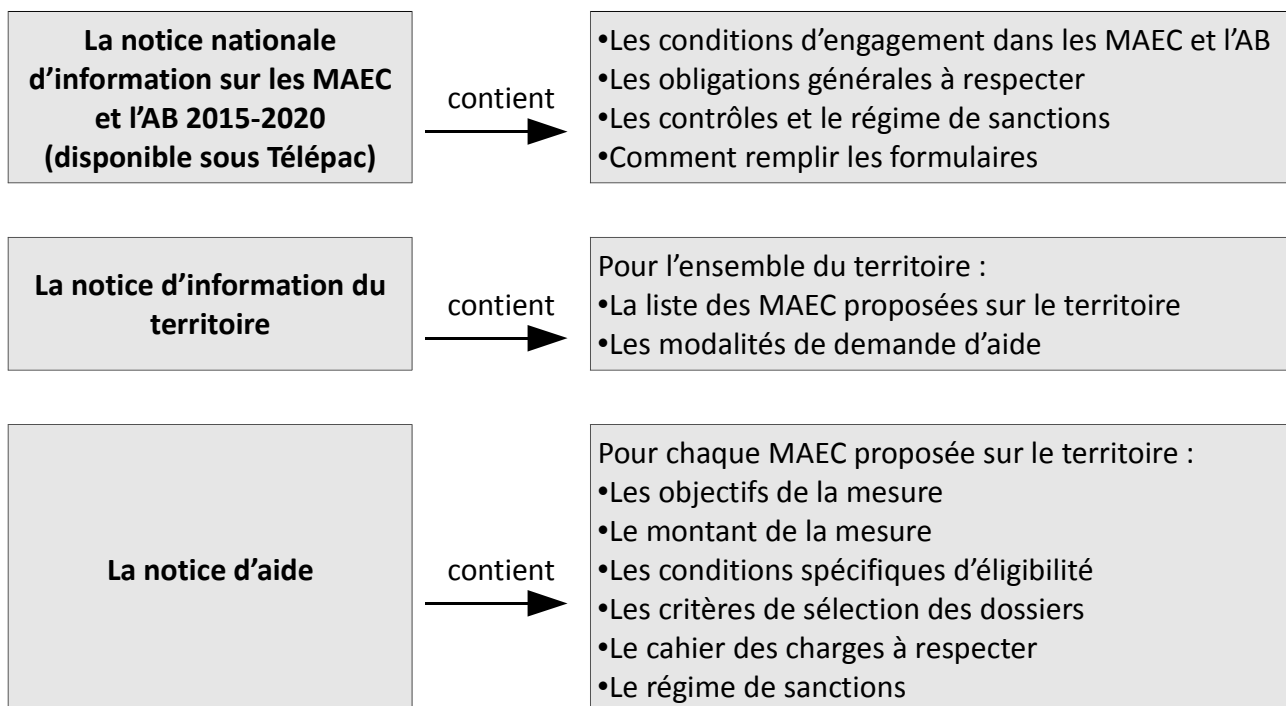 La notice nationale
d’information sur les MAEC
et l’AB 2015-2020
(disponible sous Télépac)
contient
•Les conditions d’engagement dans les MAEC et l’AB
•Les obligations générales à respecter
•Les contrôles et le régime de sanctions
•Comment remplir les formulaires
La notice d’information du
territoire
contient
Pour l’ensemble du territoire :
•La liste des MAEC proposées sur le territoire
•Les modalités de demande d’aide
La notice d’aide
contient
Pour chaque MAEC proposée sur le territoire :
•Les objectifs de la mesure
•Le montant de la mesure
•Les conditions spécifiques d’éligibilité
•Les critères de sélection des dossiers
•Le cahier des charges à respecter
•Le régime de sanctions